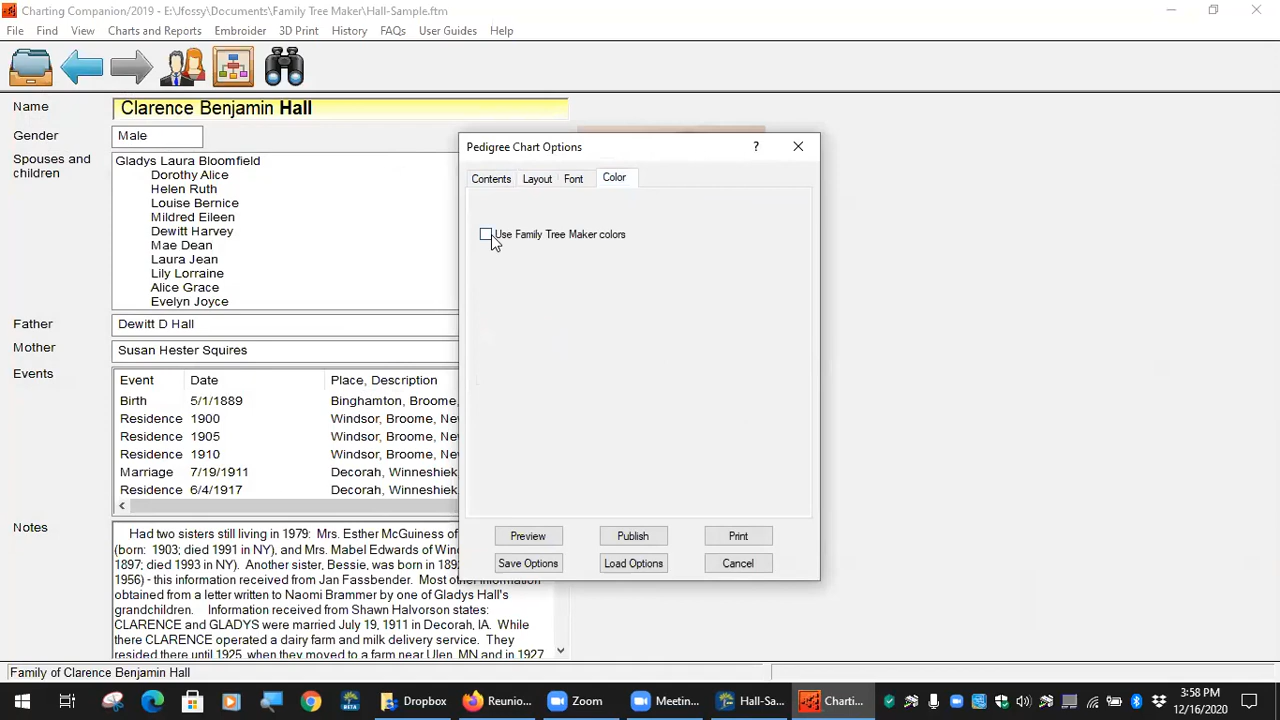 Charting Companion/2019 - E:\Jfossy\Documents\Family Tree Maker\Hall-Sample.ftm
File Find View Charts and Reports Embroider 3D Print History FAQs User Guides Help
Name Clarence Benjamin Hall
Gender Male
Spouses and children
Gladys Laura Bloomfield
Dorothy Alice
Helen Ruth
Louise Bernice
Mildred Eileen
Dewitt Harvey
Mae Dean
Laura Jean
Lily Lorraine
Alice Grace
Evelyn Joyce
Father Dewitt D Hall
Mother Susan Hester Squires
Events
Event Date Place, Description
Birth 5/1/1889 Binghamton, Broome,
Residence 1900 Windsor, Broome, Ne
Residence 1905 Windsor, Broome, Ne
Residence 1910 Windsor, Broome, Ne
Marriage 7/19/1911 Decorah, Winneshiek
Residence 6/4/1917 Decorah, Winneshiek
Notes
Had two sisters still living in 1979: Mrs. Esther McGuiness of
(born: 1903; died 1991 in NY), and Mrs. Mabel Edwards of Win
1897; died 1993 in NY). Another sister, Bessie, was born in 189
1956) - this information received from Jan Fassbender. Most other information
obtained from a letter written to Naomi Brammer by one of Gladys Hall's
grandchildren. Information received from Shawn Halvorson states:
CLARENCE and GLADYS were married July 19, 1911 in Decorah, IA. While
there CLARENCE operated a dairy farm and milk delivery service. They
resided there until 1925, when they moved to a farm near Ulen, MN and in 1927
Pedigree Chart Options ?
Contents Layout Font Color
Use Family Tree Maker colors
Preview Publish Print
Save Options Load Options Cancel
Family of Clarence Benjamin Hall
BETA Dropbox Reunio... Zoom Meetin... Hall-Sa... Charti...
3:58 PM
12/16/2020